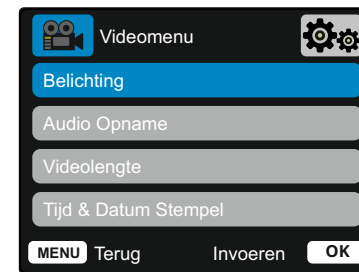 Videomenu
Belichting
Audio Opname
Videolengte
Tijd & Datum Stempel
MENU Terug Invoeren OK